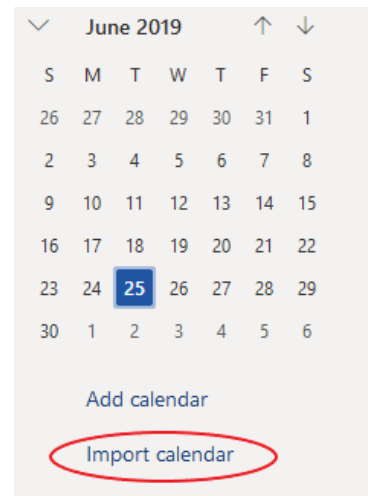 June 2019
S M T W T F S
26 27 28 29 30 31 1
2 3 4 5 6 7 8
9 10 11 12 13 14 15
16 17 18 19 20 21 22
23 24 25 26 27 28 29
30 1 2 3 4 5 6
Add calendar
Import calendar